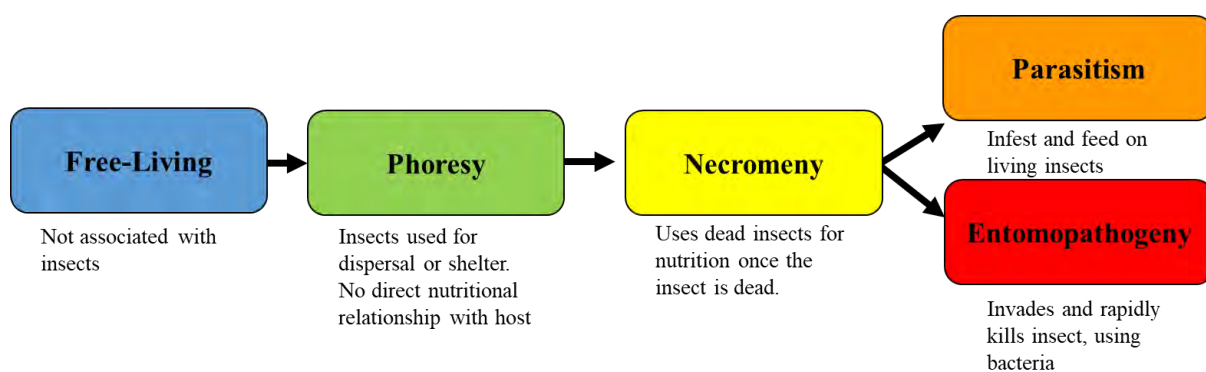 Free-Living
Not associated with
insects
Phoresy
Insects used for
dispersal or shelter.
No direct nutritional
relationship with host
Necromeny
Uses dead insects for
nutrition once the
insect is dead.
Parasitism
Infest and feed on
living insects
Entomopathogeny
Invades and rapidly
kills insect, using
bacteria